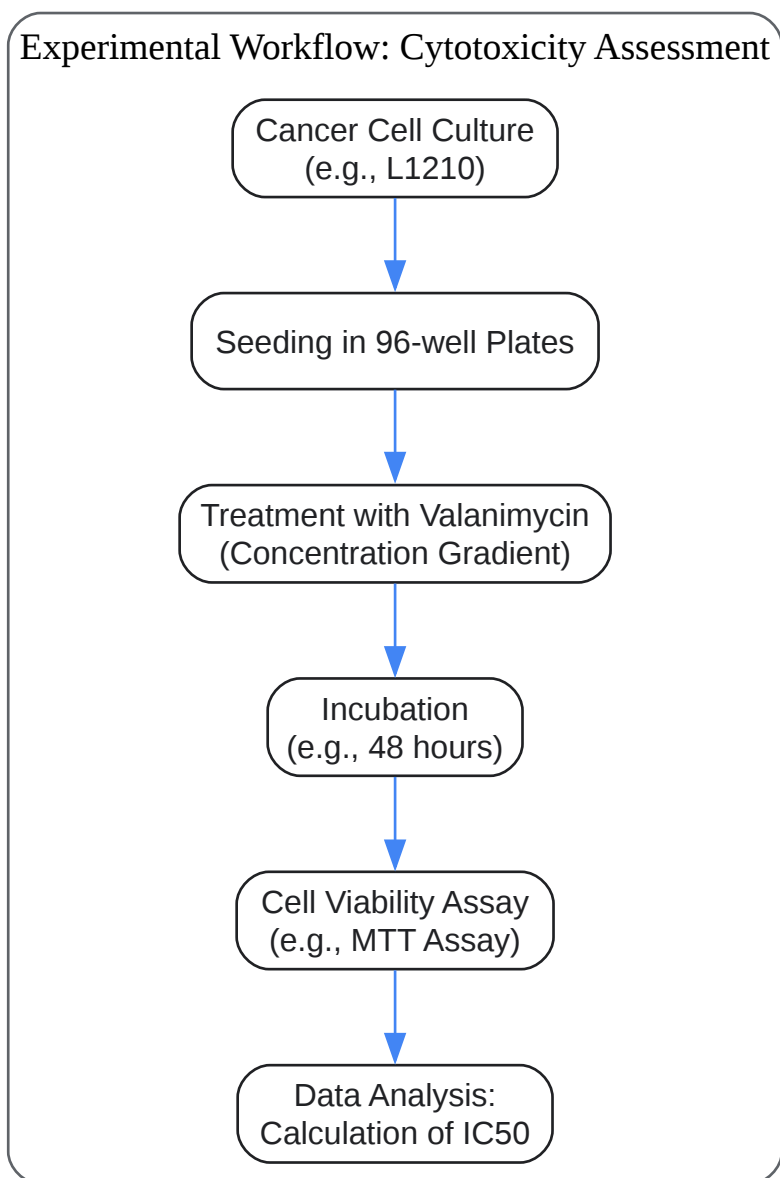 Experimental Workflow: Cytotoxicity Assessment
Cancer Cell Culture
(e.g., L1210)
Seeding in 96-well Plates
Treatment with Valanimycin
(Concentration Gradient)
Incubation
(e.g., 48 hours)
Cell Viability Assay
(e.g., MTT Assay)
Data Analysis:
Calculation of IC50